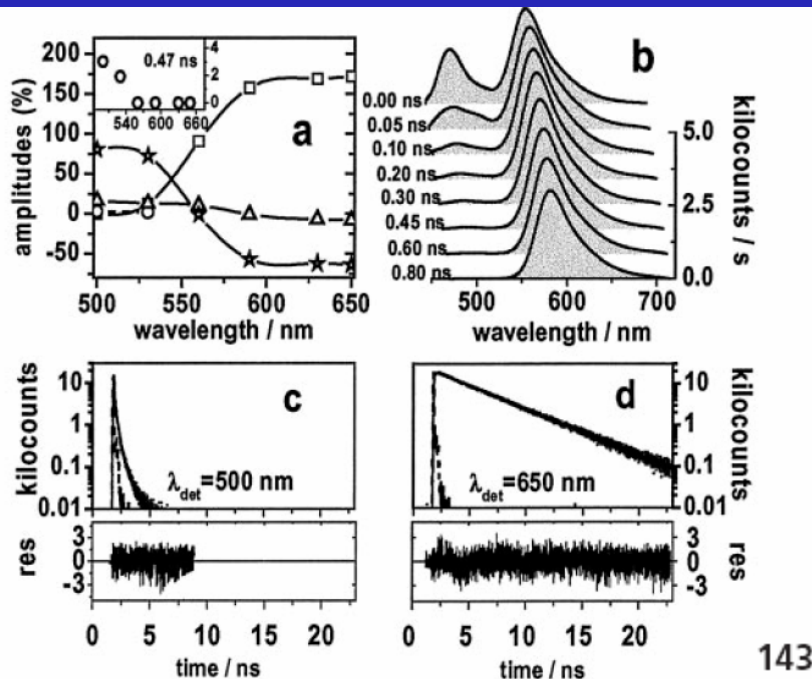 a
amplitudes (%)
200
150
100
50
0
-50
0.47 ns
4
2
0
540 600 660
500 550 600 650
wavelength / nm
b
0.00 ns
0.05 ns
0.10 ns
0.20 ns
0.30 ns
0.45 ns
0.60 ns
0.80 ns
5.0
2.5
0.0
kilocounts / s
500 600 700
wavelength / nm
c
kilocounts
10
1
0.1
0.01
λdet=500 nm
res
3
0
-3
0 5 10 15 20
time / ns
d
λdet=650 nm
10
1
0.1
0.01
kilocounts
3
0
-3
res
0 5 10 15 20
time / ns
143